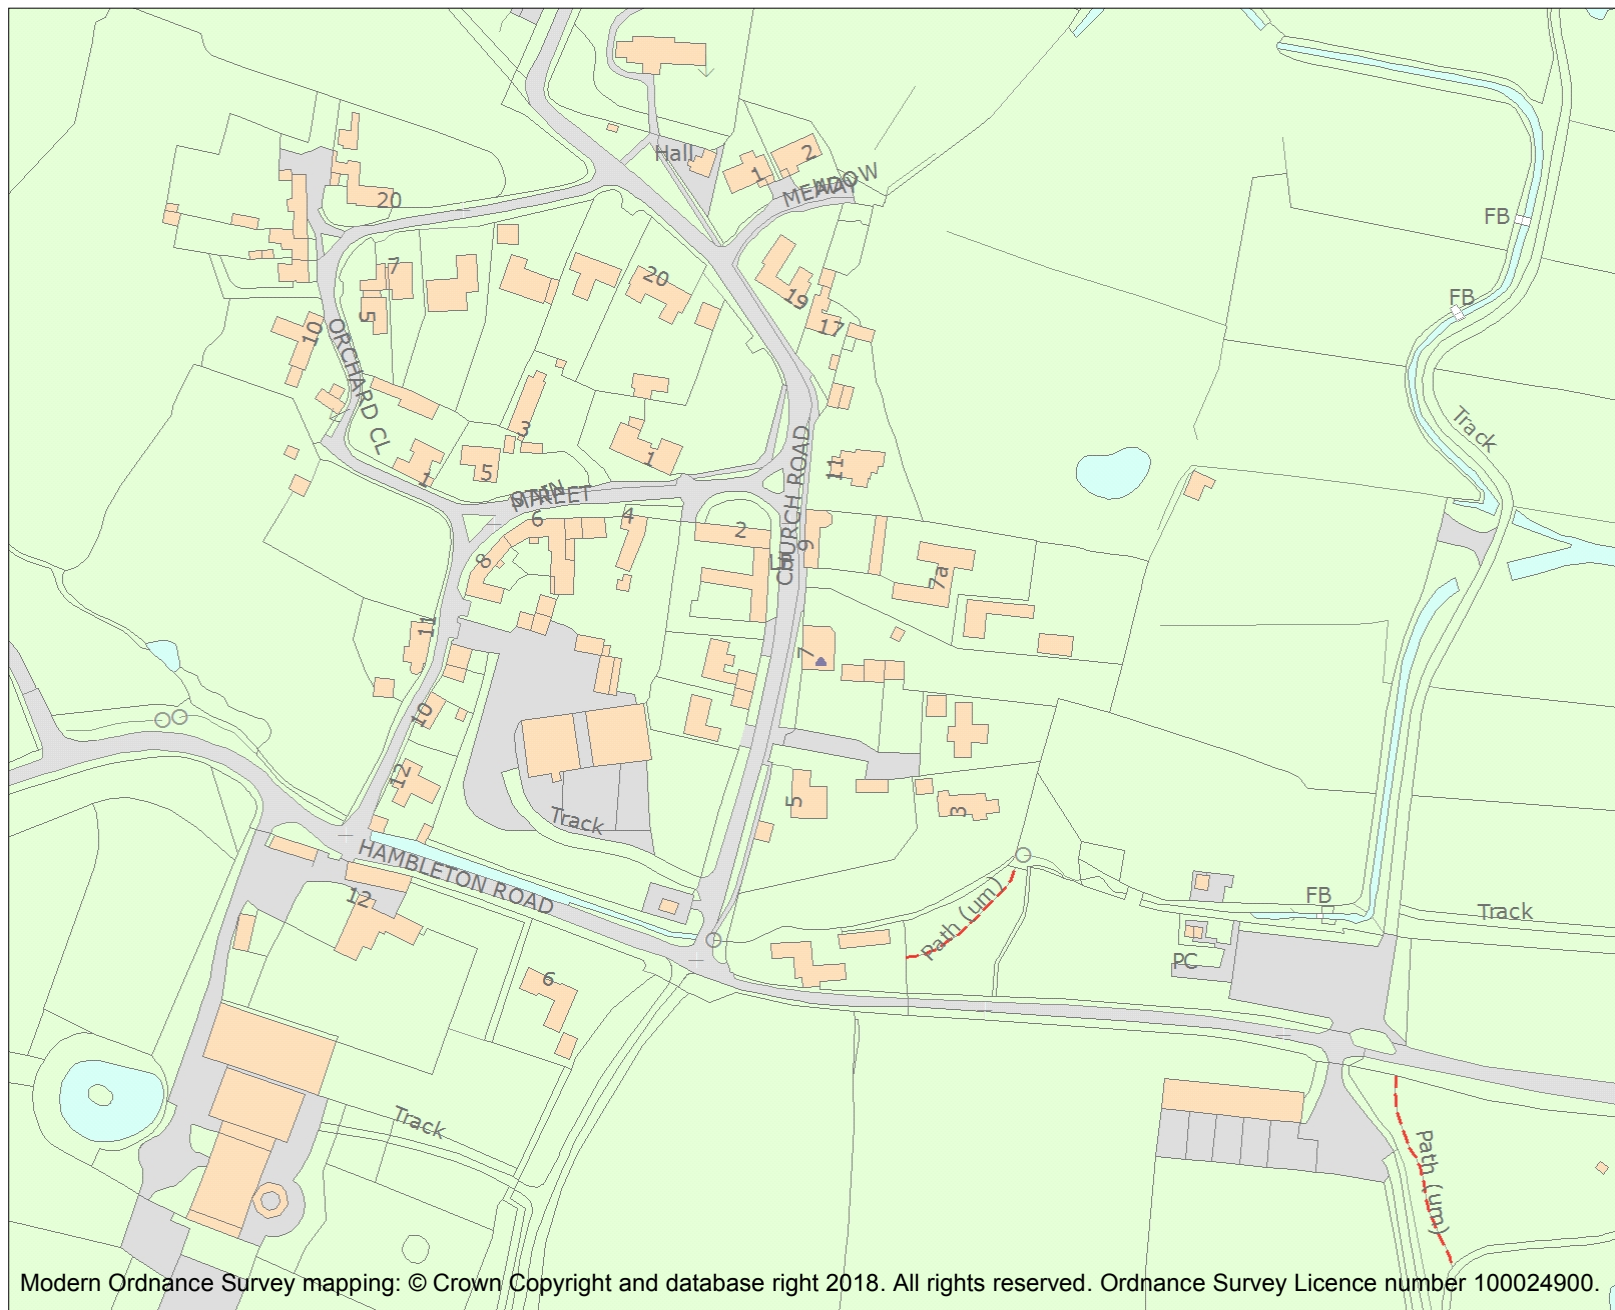 Hall
1
2
MEADOW
WAY
20
FB
7
20
19
FB
5
17
10
ORCHARD CL
Track
3
1
CHURCH ROAD
5
11
1
MAIN
STREET
6
4
2
9
8
LB
7a
11
7
10
12
5
3
Track
HAMBLETON ROAD
12
Path (um)
FB
Track
PC
6
Track
Path (um)
Modern Ordnance Survey mapping: © Crown Copyright and database right 2018. All rights reserved. Ordnance Survey Licence number 100024900.